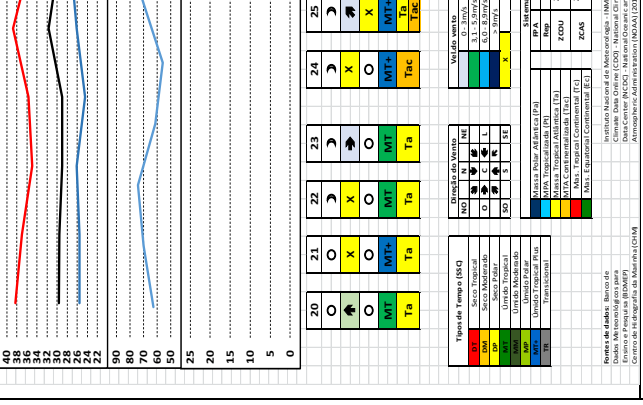 40
38
36
34
32
30
28
26
24
22
90
80
70
60
50
25
20
15
10
5
0
20 21 22 23 24 25
X X X
X
MT MT+ MT MT MT+ MT+
Ta Ta Ta Ta Tac Ta
Tac
Tipos de Tempo (SSC)
DT Seco Tropical
DM Seco Moderado
DP Seco Polar
MT Úmido Tropical
MM Úmido Moderado
MP Úmido Polar
MT+ Úmido Tropical Plus
TR Transicional
Direção do Vento
NO N NE
O C L
SO S SE
Vel.do vento
0 - 3m/s
3,1 - 5,9m/s
6,0 - 8,9m/s
> 9m/s
X
Massa Polar Atlântica (Pa)
MPA Tropicalizada (Pt)
Massa Tropical Atlântica (Ta)
MTA Continentalizada (Tac)
Mas. Tropical Continental (Tc)
Mas. Equatorial Continental (Ec)
FPA
Rep
ZCOU
ZCAS
Fontes de dados: Banco de
Dados Meteorológicos para
Ensino e Pesquisa (BDMEP)
Centro de Hidrografia da Marinha (CHM)
Instituto Nacional de Meteorologia -
Climate Data Online (CDO) - National
Data Center (NCDC) - National
Atmospheric Administration (NOAA)